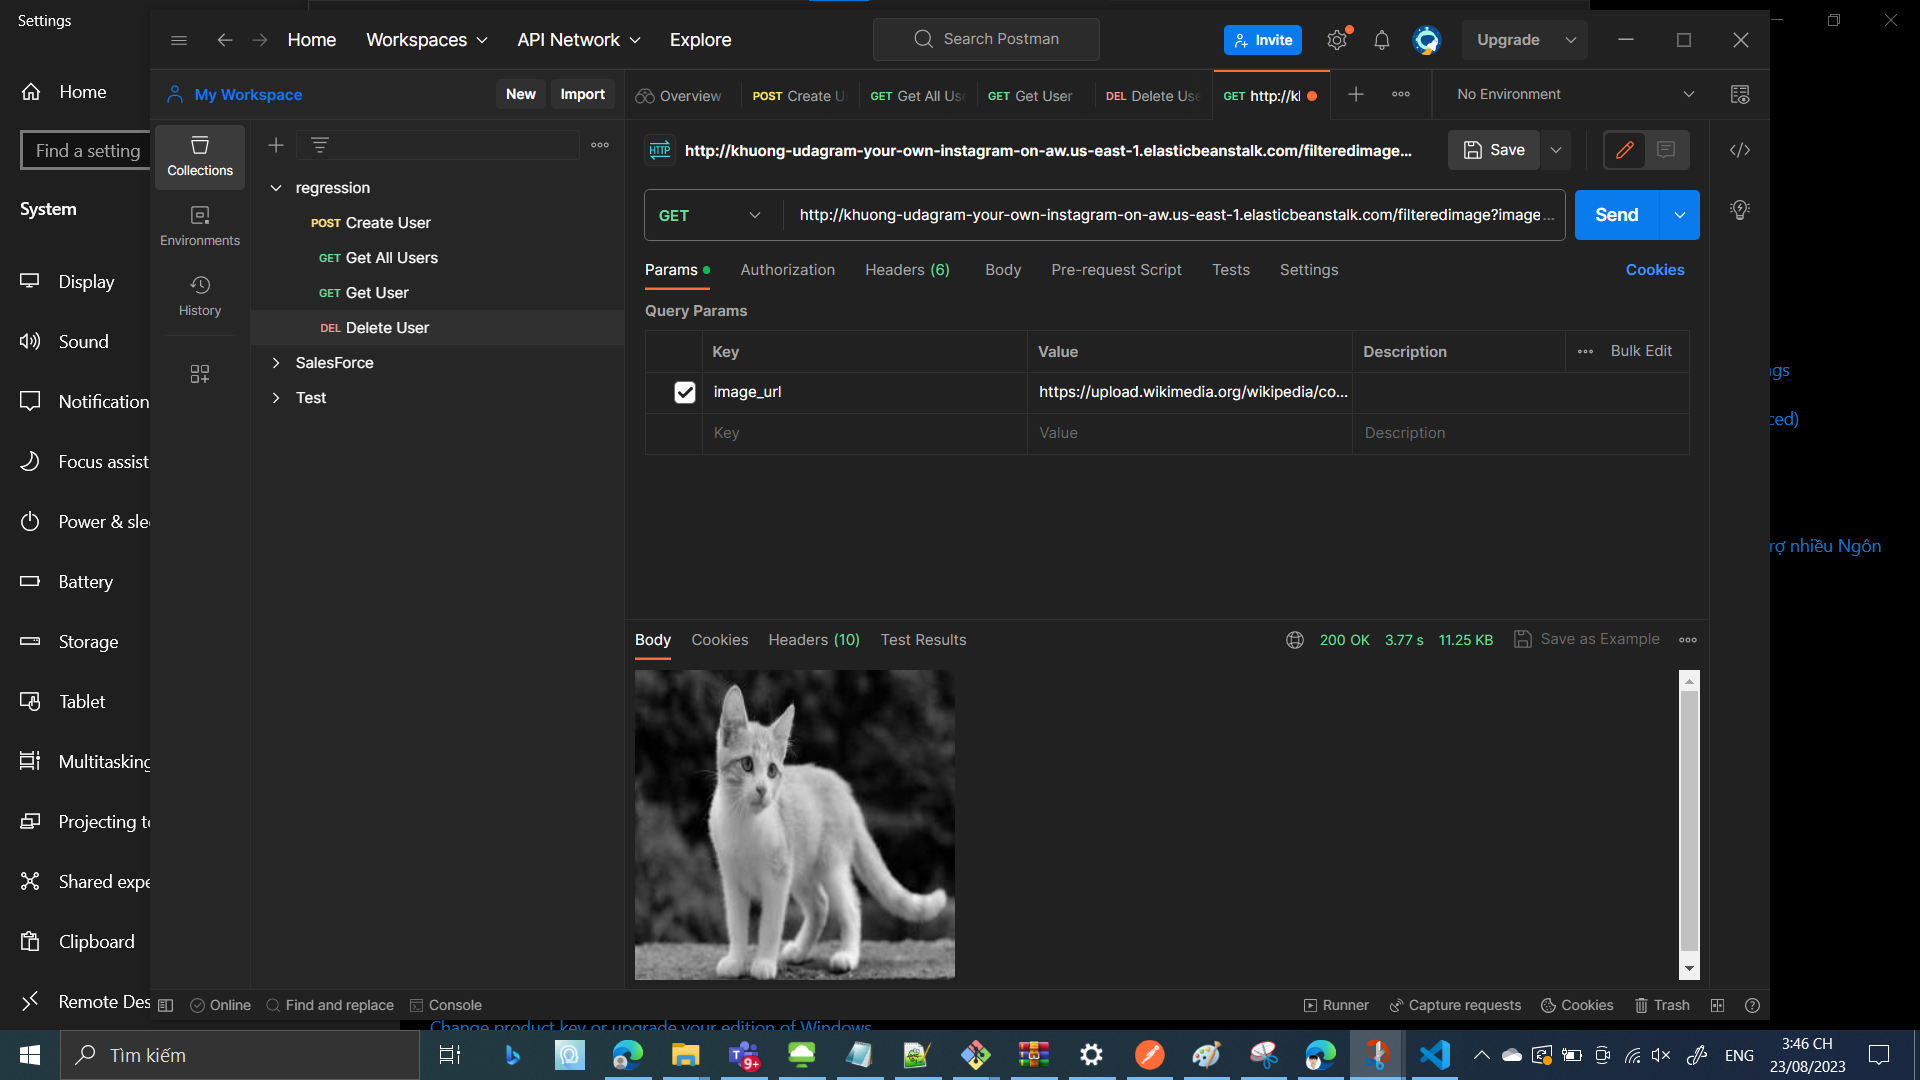 Settings
Home
Find a setting
System
Display
Sound
Notification
Focus assist
Power & sle
Battery
Storage
Tablet
Multitasking
Projecting to
Shared expe
Clipboard
Remote Des
Home
Workspaces
API Network
Explore
Search Postman
Invite
Upgrade
My Workspace
New
Import
Overview
POST Create U
GET Get All Use
GET Get User
DEL Delete Use
GET http://kl
No Environment
Collections
Environments
History
regression
POST Create User
GET Get All Users
GET Get User
DEL Delete User
SalesForce
Test
HTTP
http://khuong-udagram-your-own-instagram-on-aw.us-east-1.elasticbeanstalk.com/filteredimage...
Save
GET
http://khuong-udagram-your-own-instagram-on-aw.us-east-1.elasticbeanstalk.com/filteredimage?image...
Send
Params
Authorization
Headers (6)
Body
Pre-request Script
Tests
Settings
Cookies
Query Params
Key
Value
Description
Bulk Edit
image_url
https://upload.wikimedia.org/wikipedia/co...
Key
Value
Description
Body
Cookies
Headers (10)
Test Results
200 OK
3.77 s
11.25 KB
Save as Example
ngs
ced)
rợ nhiều Ngôn
Online
Find and replace
Console
Runner
Capture requests
Cookies
Trash
Change product key or upgrade your edition of Windows
Tìm kiếm
9+
ENG
3:46 CH
23/08/2023